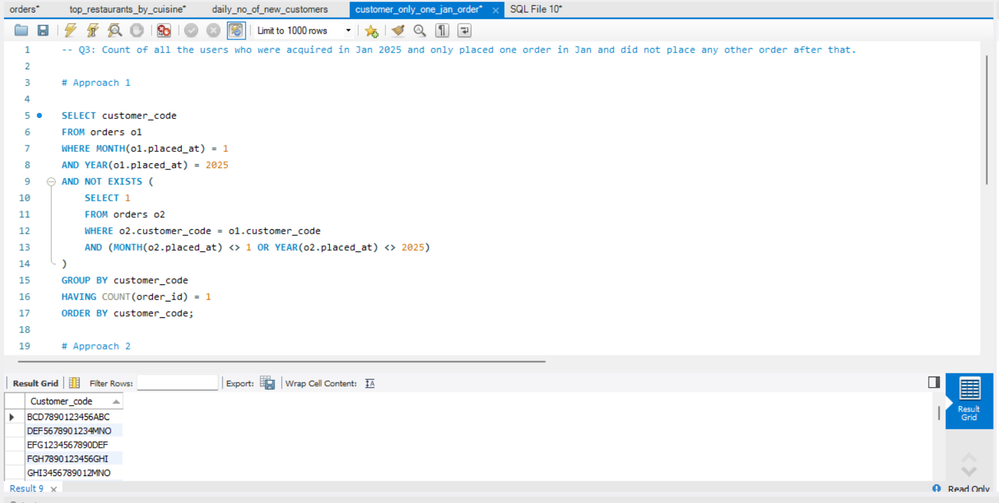 orders* top_restaurants_by_cuisine* daily_no_of_new_customers customer_only_one_jan_order* SQL File 10*
Limit to 1000 rows
1 -- Q3: Count of all the users who were acquired in Jan 2025 and only placed one order in Jan and did not place any other order after that.
2
3 # Approach 1
4
5 SELECT customer_code
6 FROM orders o1
7 WHERE MONTH(o1.placed_at) = 1
8 AND YEAR(o1.placed_at) = 2025
9 AND NOT EXISTS (
10 SELECT 1
11 FROM orders o2
12 WHERE o2.customer_code = o1.customer_code
13 AND (MONTH(o2.placed_at) <> 1 OR YEAR(o2.placed_at) <> 2025)
14 )
15 GROUP BY customer_code
16 HAVING COUNT(order_id) = 1
17 ORDER BY customer_code;
18
19 # Approach 2
Result Grid Filter Rows: Export: Wrap Cell Content:
Customer_code
BCD7890123456ABC
DEF5678901234MNO
EFG1234567890DEF
FGH7890123456GHI
GHI3456789012MNO
Result
Grid
Result 9 Read Only